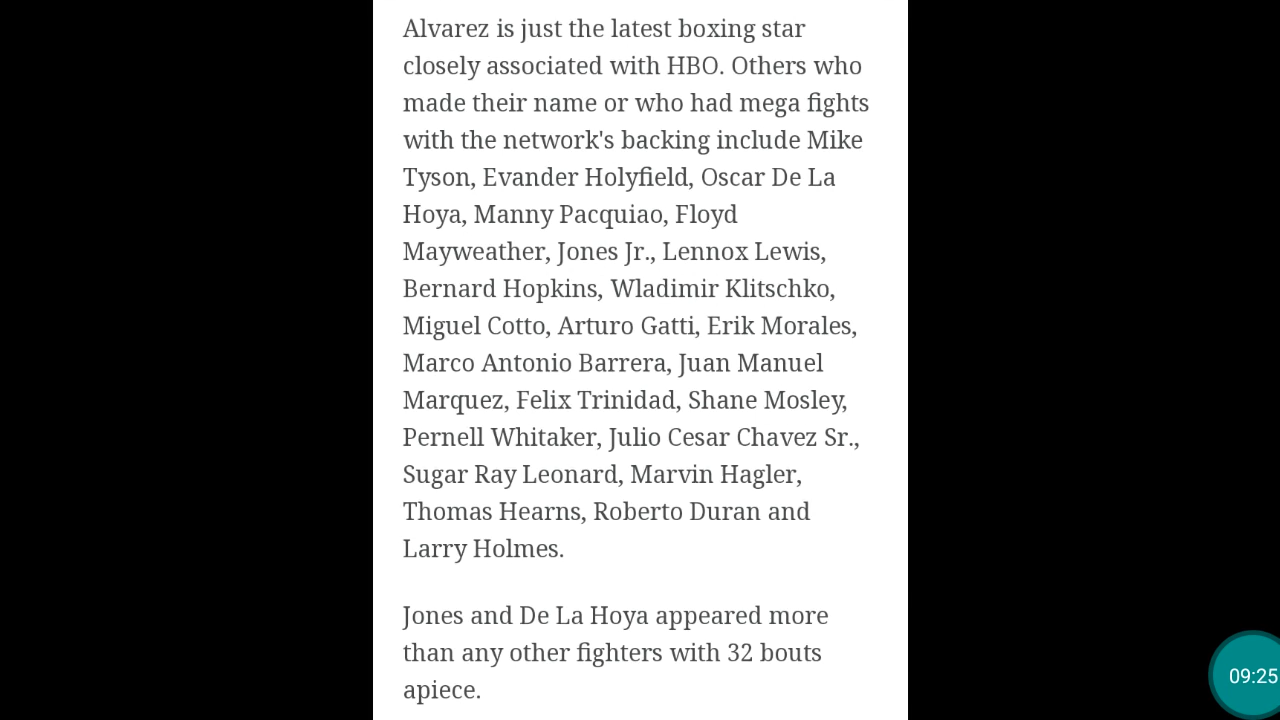 Alvarez is just the latest boxing star
closely associated with HBO. Others who
made their name or who had mega fights
with the network's backing include Mike
Tyson, Evander Holyfield, Oscar De La
Hoya, Manny Pacquiao, Floyd
Mayweather, Jones Jr., Lennox Lewis,
Bernard Hopkins, Wladimir Klitschko,
Miguel Cotto, Arturo Gatti, Erik Morales,
Marco Antonio Barrera, Juan Manuel
Marquez, Felix Trinidad, Shane Mosley,
Pernell Whitaker, Julio Cesar Chavez Sr.,
Sugar Ray Leonard, Marvin Hagler,
Thomas Hearns, Roberto Duran and
Larry Holmes.
Jones and De La Hoya appeared more
than any other fighters with 32 bouts
apiece.
09:25